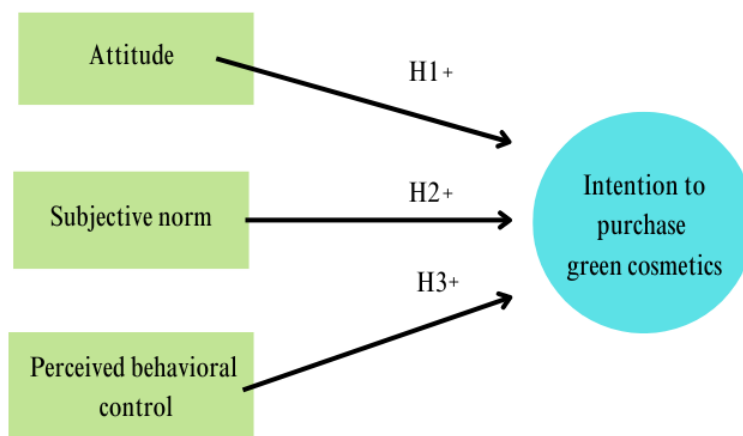 Attitude
H1+
Subjective norm
H2+
Intention to
purchase
green cosmetics
H3+
Perceived behavioral
control